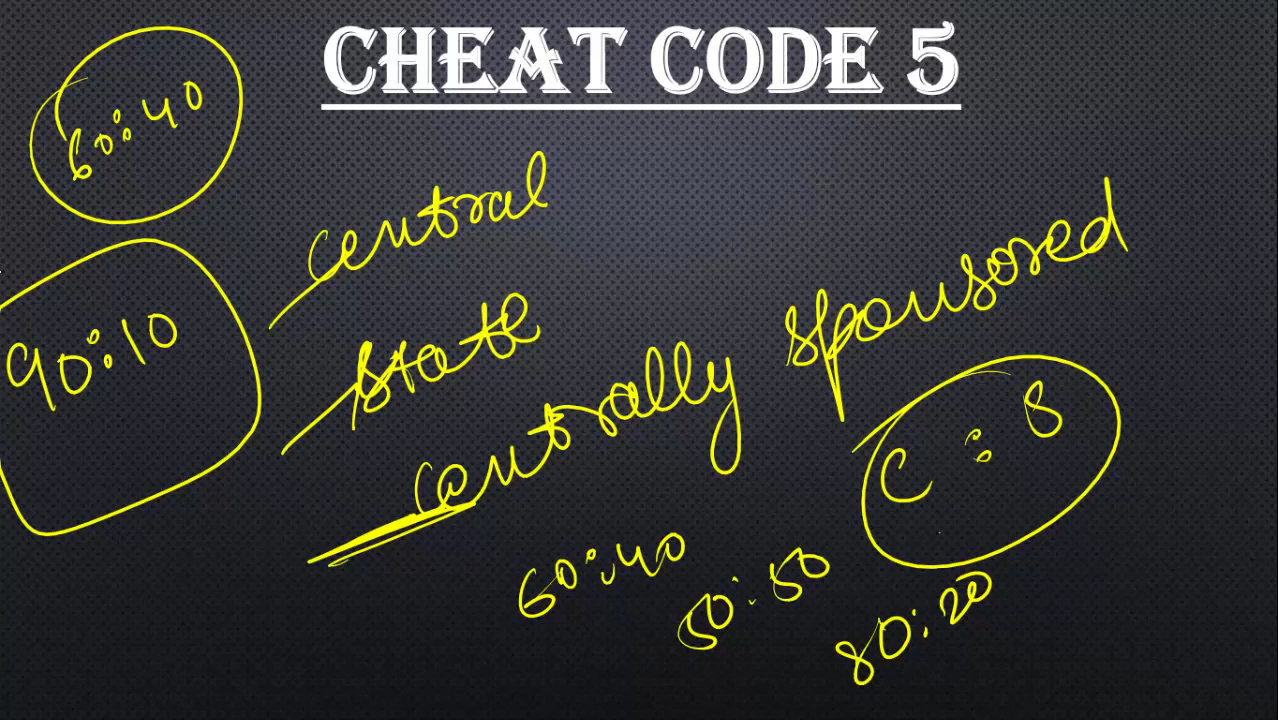 CHEAT CODE 5
60:40
central
90:10
state
centrally sponsored
C : S
60:40
50:50
80:20